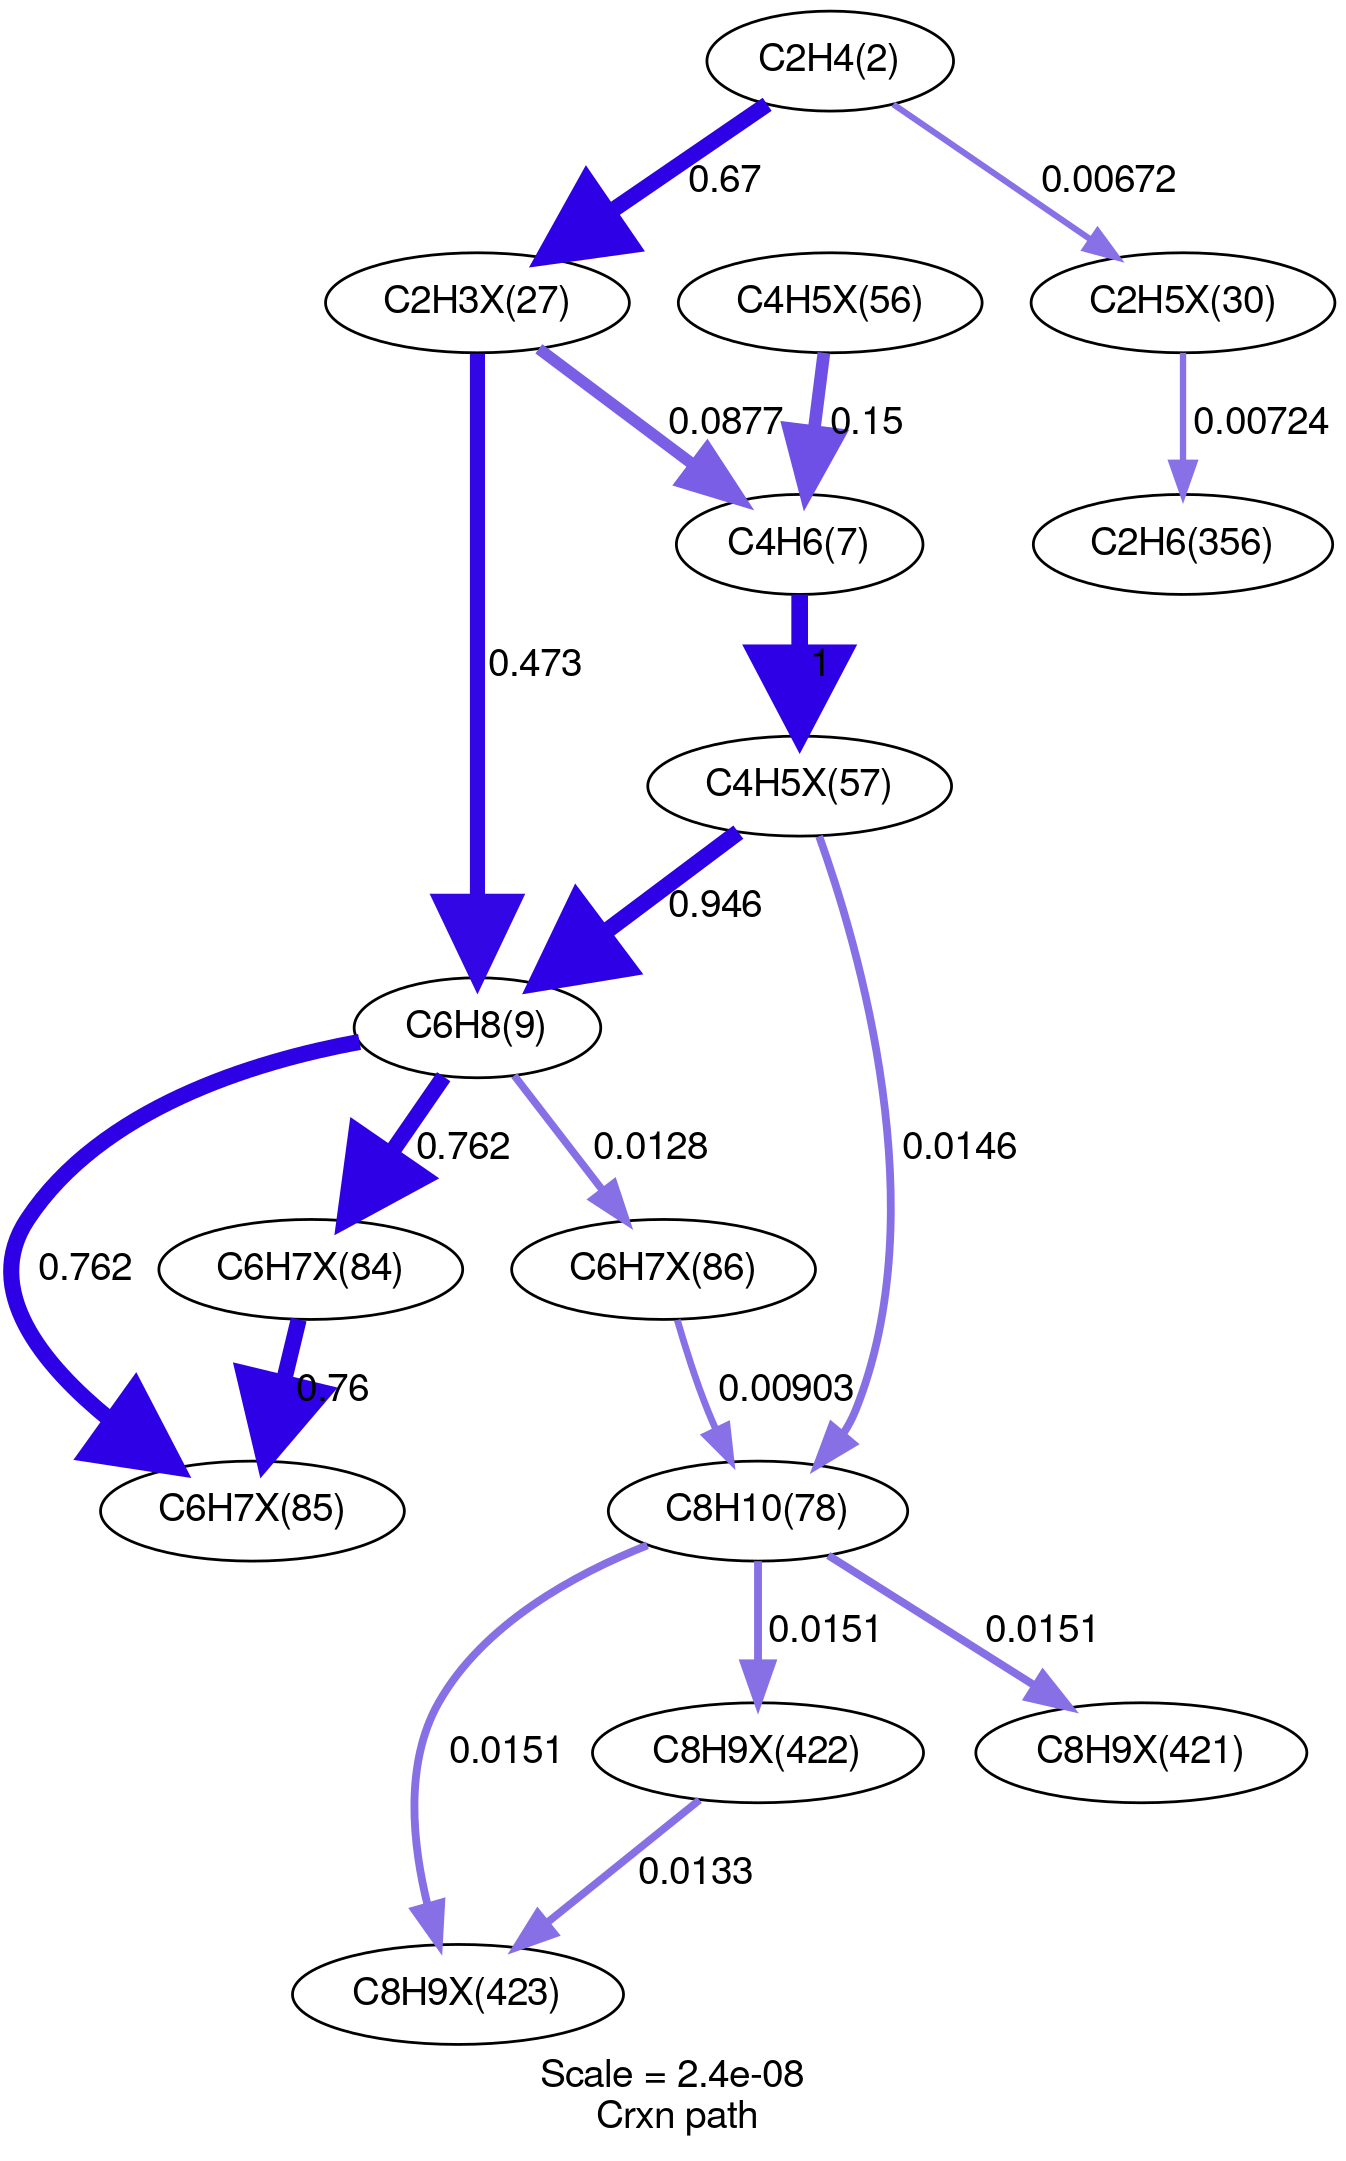 C2H4(2)
0.67
0.00672
C2H3X(27)
C4H5X(56)
C2H5X(30)
0.0877
0.15
0.00724
C4H6(7)
C2H6(356)
0.473
1
C4H5X(57)
0.946
C6H8(9)
0.762
0.0128
0.0146
0.762
C6H7X(84)
C6H7X(86)
0.76
0.00903
C6H7X(85)
C8H10(78)
0.0151
0.0151
0.0151
C8H9X(422)
C8H9X(421)
0.0133
C8H9X(423)
Scale = 2.4e-08
Crxn path